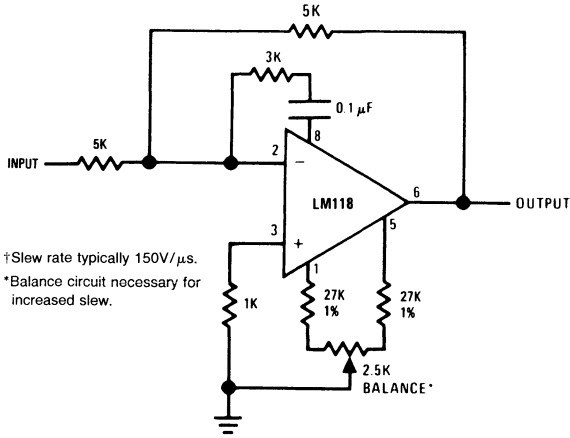 5K
3K
0.1 μF
8
5K
INPUT
2
−
LM118
6
OUTPUT
5
3
+
†Slew rate typically 150V/μs.
*Balance circuit necessary for
increased slew.
1
1K
27K
1%
27K
1%
2.5K
BALANCE*